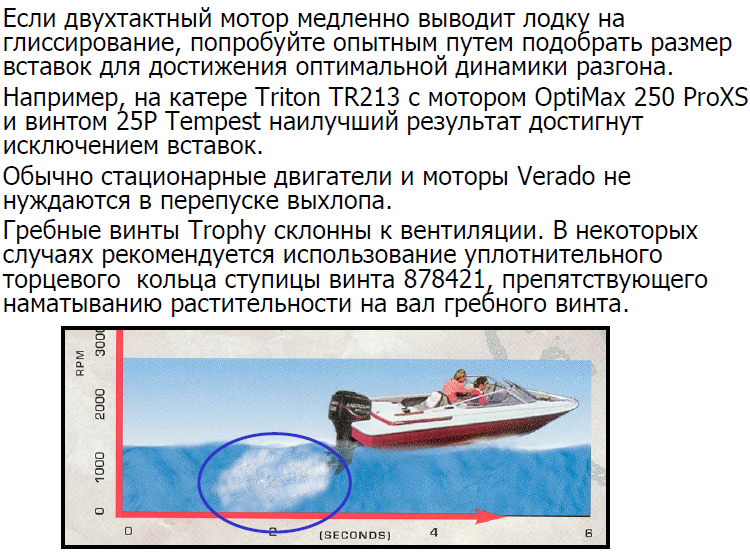 Если двухтактный мотор медленно выводит лодку на
глиссирование, попробуйте опытным путем подобрать размер
вставок для достижения оптимальной динамики разгона.
Например, на катере Triton TR213 с мотором OptiMax 250 ProXS
и винтом 25P Tempest наилучший результат достигнут
исключением вставок.
Обычно стационарные двигатели и моторы Verado не
нуждаются в перепуске выхлопа.
Гребные винты Trophy склонны к вентиляции. В некоторых
случаях рекомендуется использование уплотнительного
торцевого кольца ступицы винта 878421, препятствующего
наматыванию растительности на вал гребного винта.
RPM
3000
2000
1000
0
MERCURY
0 2 (SECONDS) 4 6